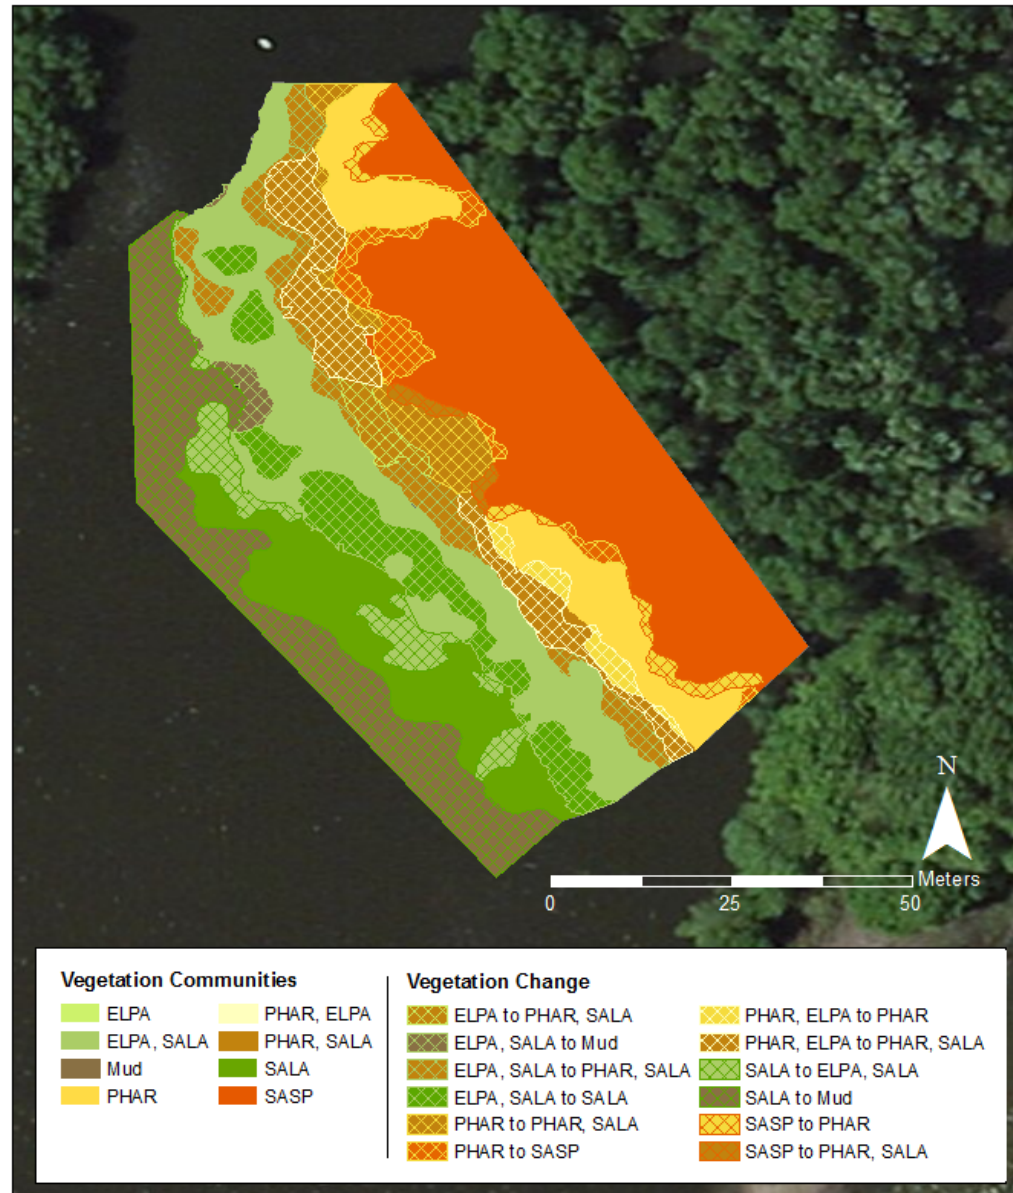 N
Meters
0 25 50
Vegetation Communities
ELPA
ELPA, SALA
Mud
PHAR
PHAR, ELPA
PHAR, SALA
SALA
SASP
Vegetation Change
ELPA to PHAR, SALA
ELPA, SALA to Mud
ELPA, SALA to PHAR, SALA
ELPA, SALA to SALA
PHAR to PHAR, SALA
PHAR to SASP
PHAR, ELPA to PHAR
PHAR, ELPA to PHAR, SALA
SALA to ELPA, SALA
SALA to Mud
SASP to PHAR
SASP to PHAR, SALA